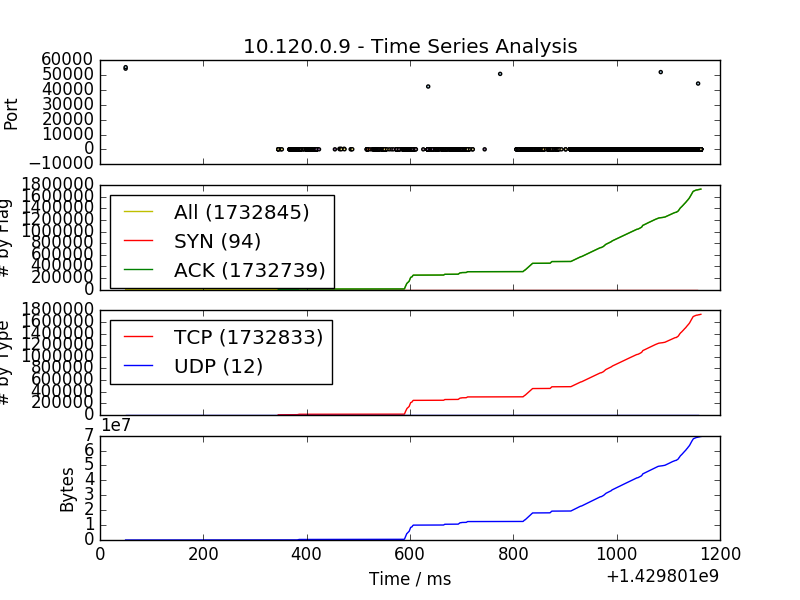 10.120.0.9 - Time Series Analysis
60000
50000
40000
30000
20000
10000
0
−10000
Port
1800000
1600000
1400000
1200000
1000000
800000
600000
400000
200000
0
# by Flag
All (1732845)
SYN (94)
ACK (1732739)
1800000
1600000
1400000
1200000
1000000
800000
600000
400000
200000
0
# by Type
TCP (1732833)
UDP (12)
1e7
7
6
5
4
3
2
1
0
Bytes
0 200 400 600 800 1000 1200
Time / ms
+1.429801e9